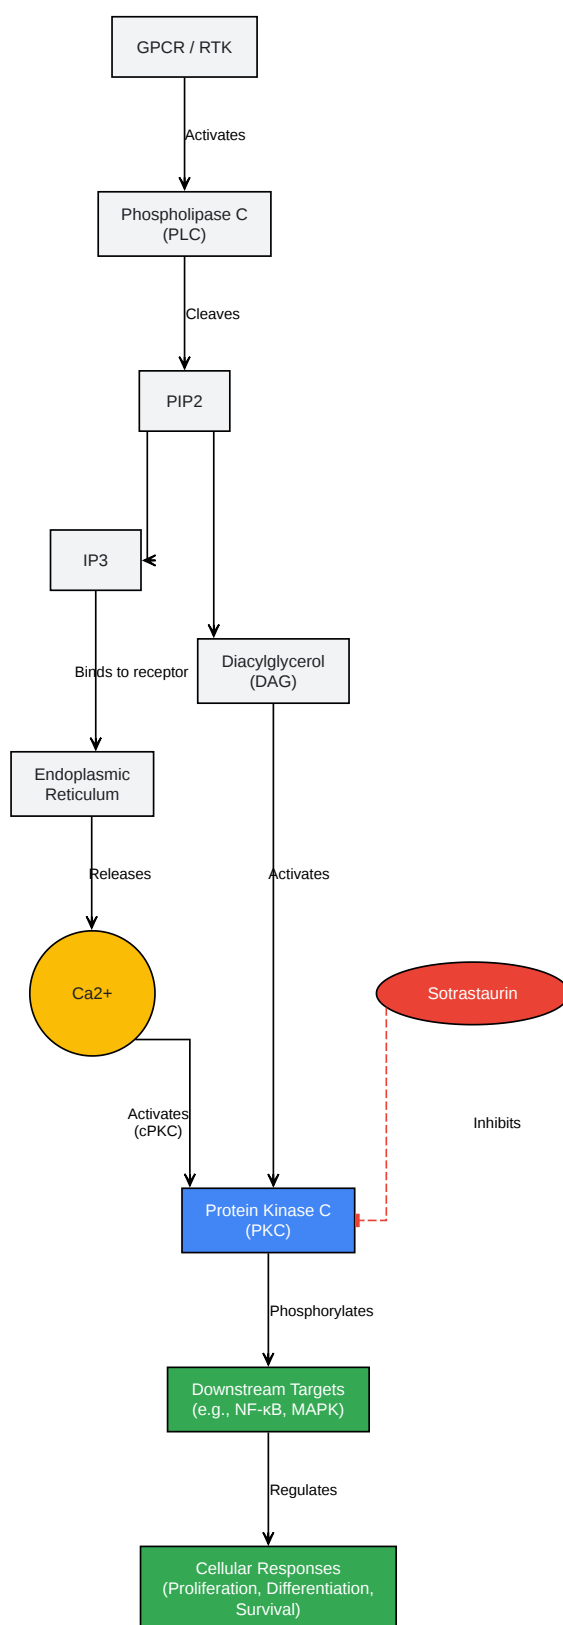 GPCR / RTK
Activates
Phospholipase C
(PLC)
Cleaves
PIP2
IP3
Diacylglycerol
(DAG)
Binds to receptor
Endoplasmic
Reticulum
Releases
Activates
Ca2+
Sotrastaurin
Activates
(cPKC)
Inhibits
Protein Kinase C
(PKC)
Phosphorylates
Downstream Targets
(e.g., NF-κB, MAPK)
Regulates
Cellular Responses
(Proliferation, Differentiation,
Survival)